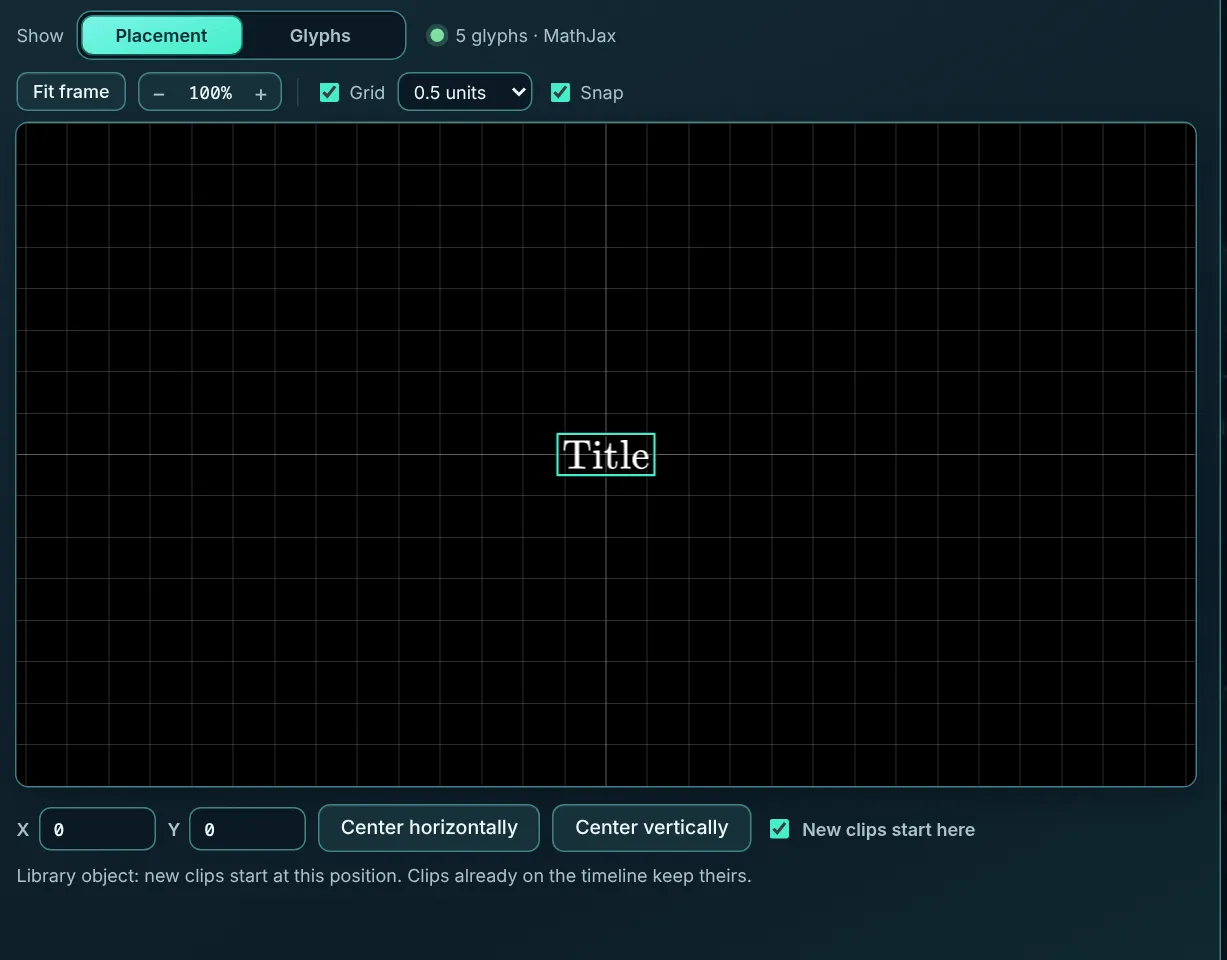 Show Placement Glyphs 5 glyphs · MathJax
Fit frame − 100% + Grid 0.5 units Snap
Title
X 0 Y 0 Center horizontally Center vertically New clips start here
Library object: new clips start at this position. Clips already on the timeline keep theirs.